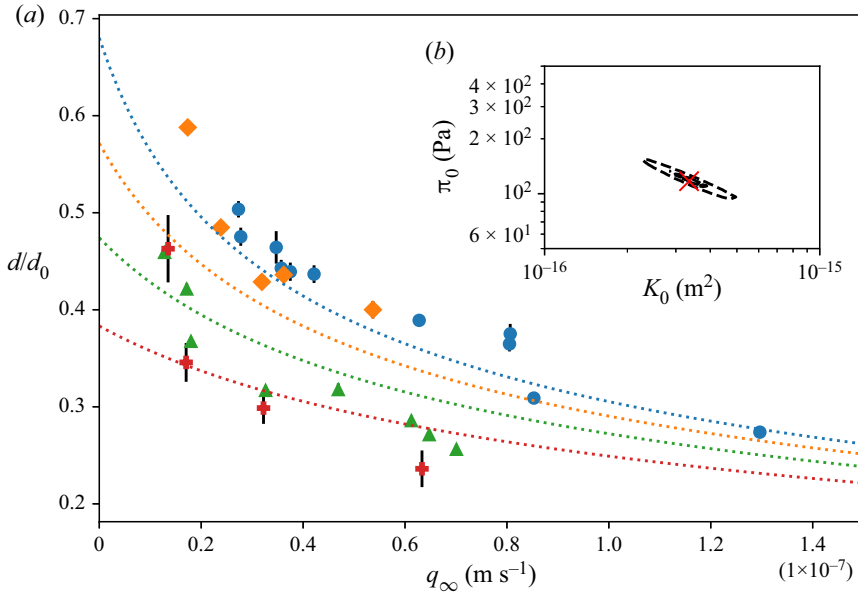 (a)
0.7
0.6
0.5
d/d₀
0.4
0.3
0.2
0
0.2
0.4
0.6
0.8
1.0
1.2
1.4
q∞ (m s⁻¹)
(1×10⁻⁷)
(b)
π₀ (Pa)
4 × 10²
3 × 10²
2 × 10²
10²
6 × 10¹
10⁻¹⁶
10⁻¹⁵
K₀ (m²)